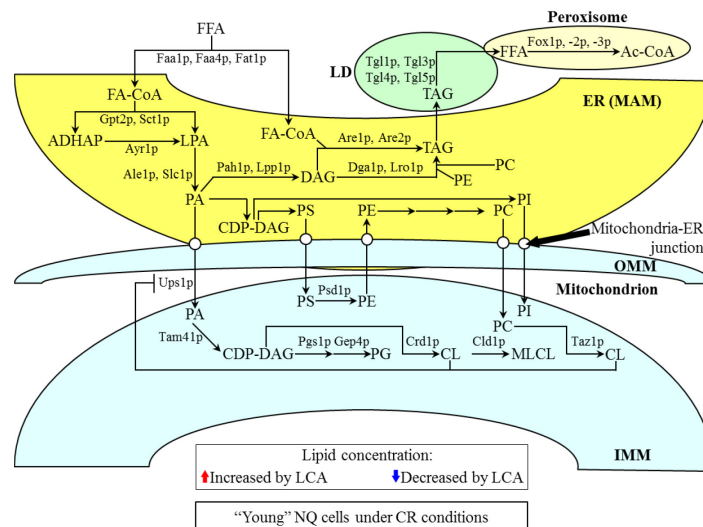 Peroxisome
FFA
Faa1p, Faa4p, Fat1p
LD
Tgl1p, Tgl3p
Tgl4p, Tgl5p
TAG
FFA
Fox1p, -2p, -3p
Ac-CoA
ER (MAM)
FA-CoA
Gpt2p, Sct1p
ADHAP
Ayr1p
LPA
FA-CoA
Are1p, Are2p
TAG
Ale1p, Slc1p
Pah1p, Lpp1p
DAG
Dga1p, Lro1p
PC
PE
PA
CDP-DAG
PS
PE
PC
PI
Mitochondria-ER
junction
OMM
Mitochondrion
Ups1p
PS
Psd1p
PE
PA
PI
PC
Tam41p
CDP-DAG
Pgs1p Gep4p
PG
Crd1p
CL
Cld1p
MLCL
Taz1p
CL
IMM
Lipid concentration:
Increased by LCA
Decreased by LCA
“Young” NQ cells under CR conditions